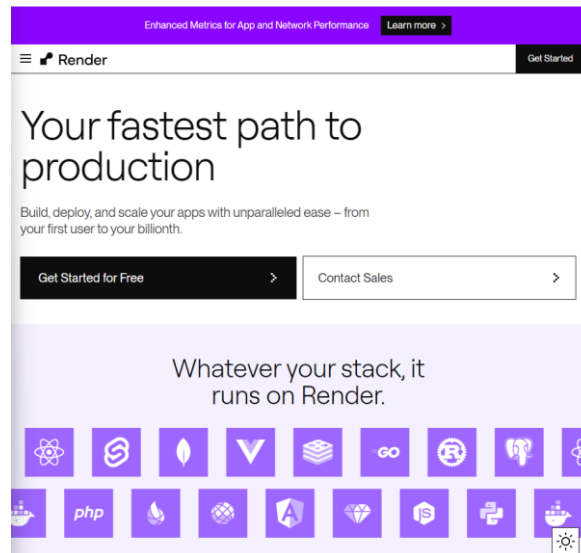 Enhanced Metrics for App and Network Performance Learn more >
Render
Get Started
Your fastest path to
production
Build, deploy, and scale your apps with unparalleled ease – from
your first user to your billionth.
Get Started for Free
Contact Sales
Whatever your stack, it
runs on Render.
GO
R
php
JS